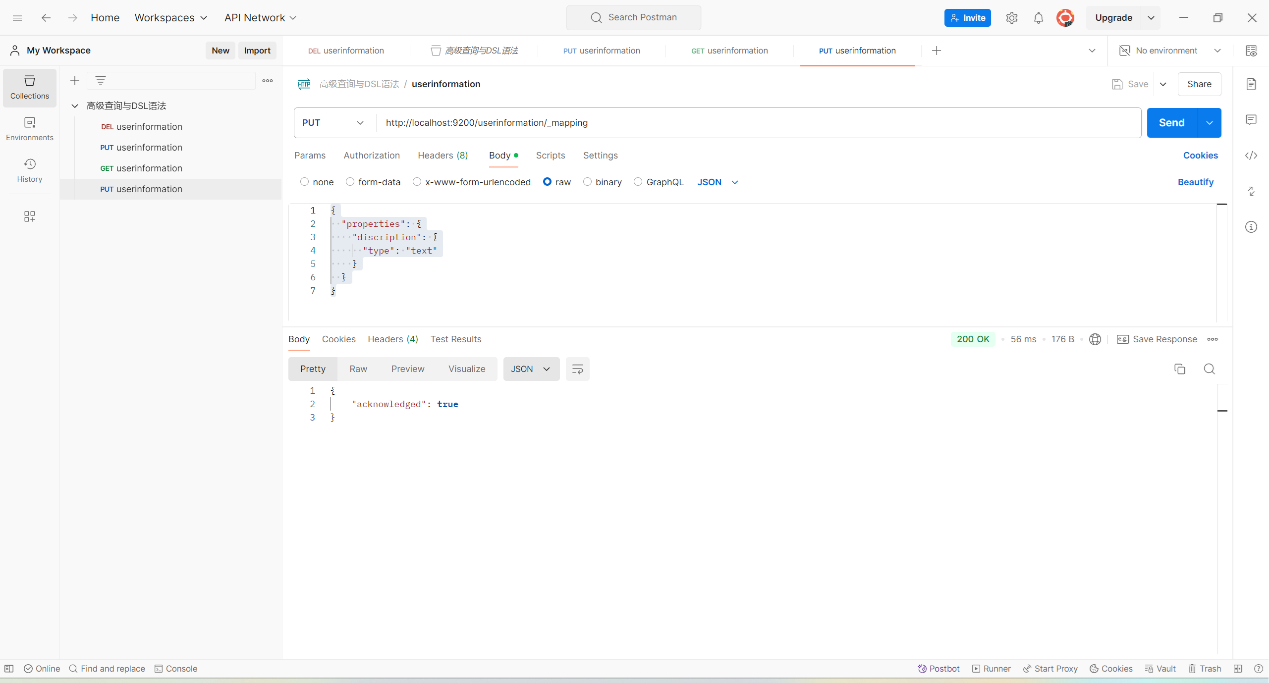 Home Workspaces API Network Search Postman Invite Upgrade
My Workspace New Import DEL userinformation 高级查询与DSL语法 PUT userinformation GET userinformation PUT userinformation No environment
Collections
Environments
History
高级查询与DSL语法
DEL userinformation
PUT userinformation
GET userinformation
PUT userinformation
HTTP 高级查询与DSL语法 / userinformation Save Share
PUT http://localhost:9200/userinformation/_mapping Send
Params Authorization Headers (8) Body Scripts Settings Cookies
none form-data x-www-form-urlencoded raw binary GraphQL JSON Beautify
1 {
2 "properties": {
3 "discription": {
4 "type": "text"
5 }
6 }
7 }
Body Cookies Headers (4) Test Results 200 OK 56 ms 176 B Save Response
Pretty Raw Preview Visualize JSON
1 {
2 "acknowledged": true
3 }
Online Find and replace Console Postbot Runner Start Proxy Cookies Vault Trash